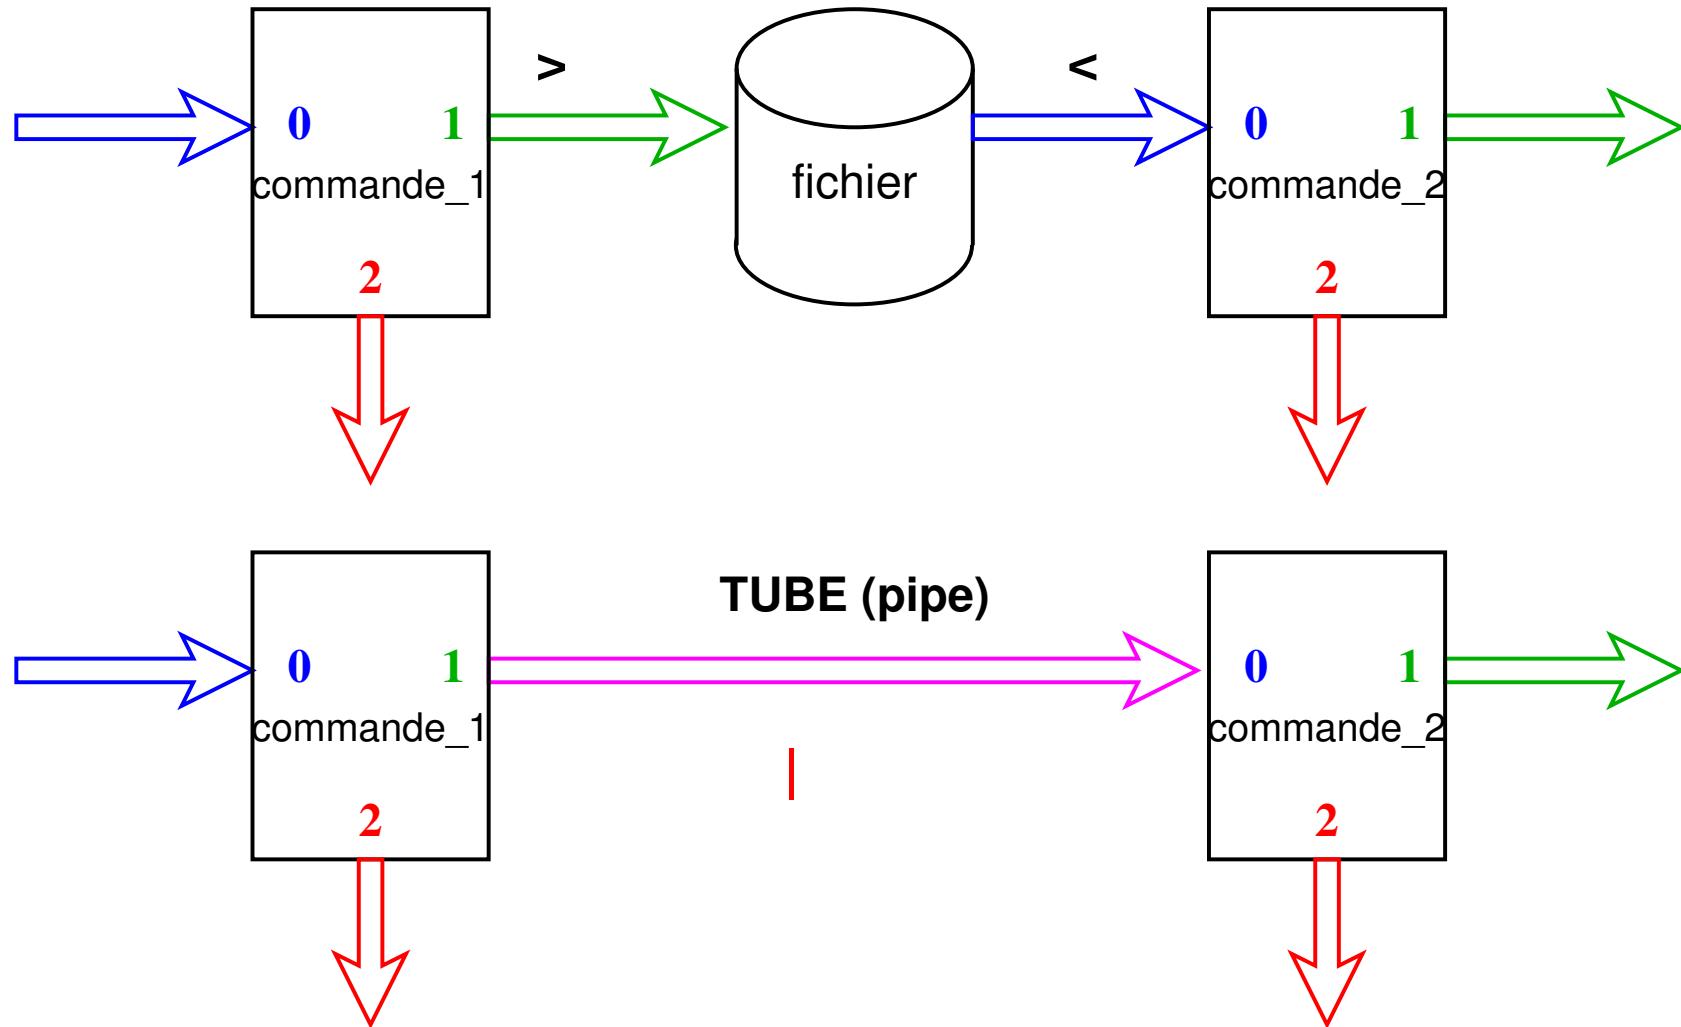 > <
0 1 0 1
commande_1 fichier commande_2
2 2
TUBE (pipe)
0 1 0 1
commande_1 commande_2
|
2 2